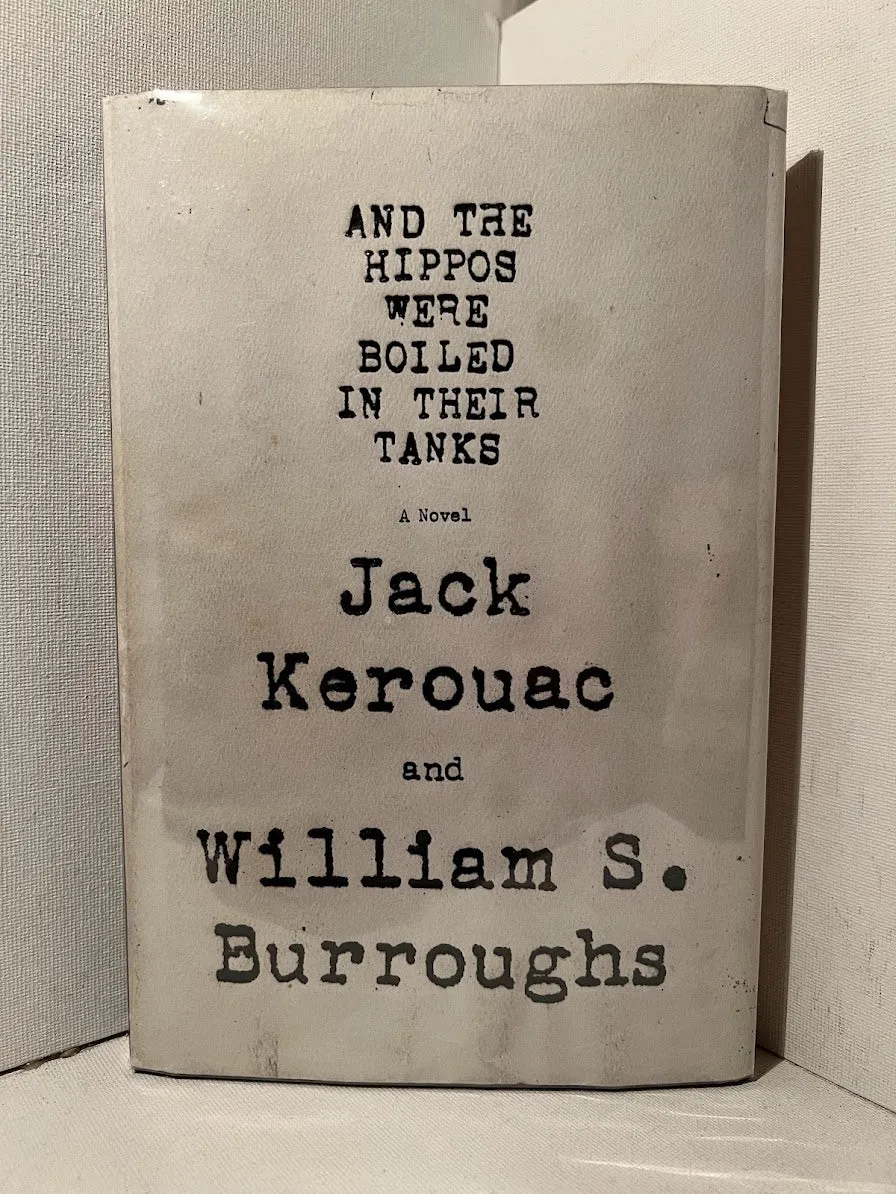 AND THE
HIPPOS
WERE
BOILED
IN THEIR
TANKS
A Novel
Jack
Kerouac
and
William S.
Burroughs